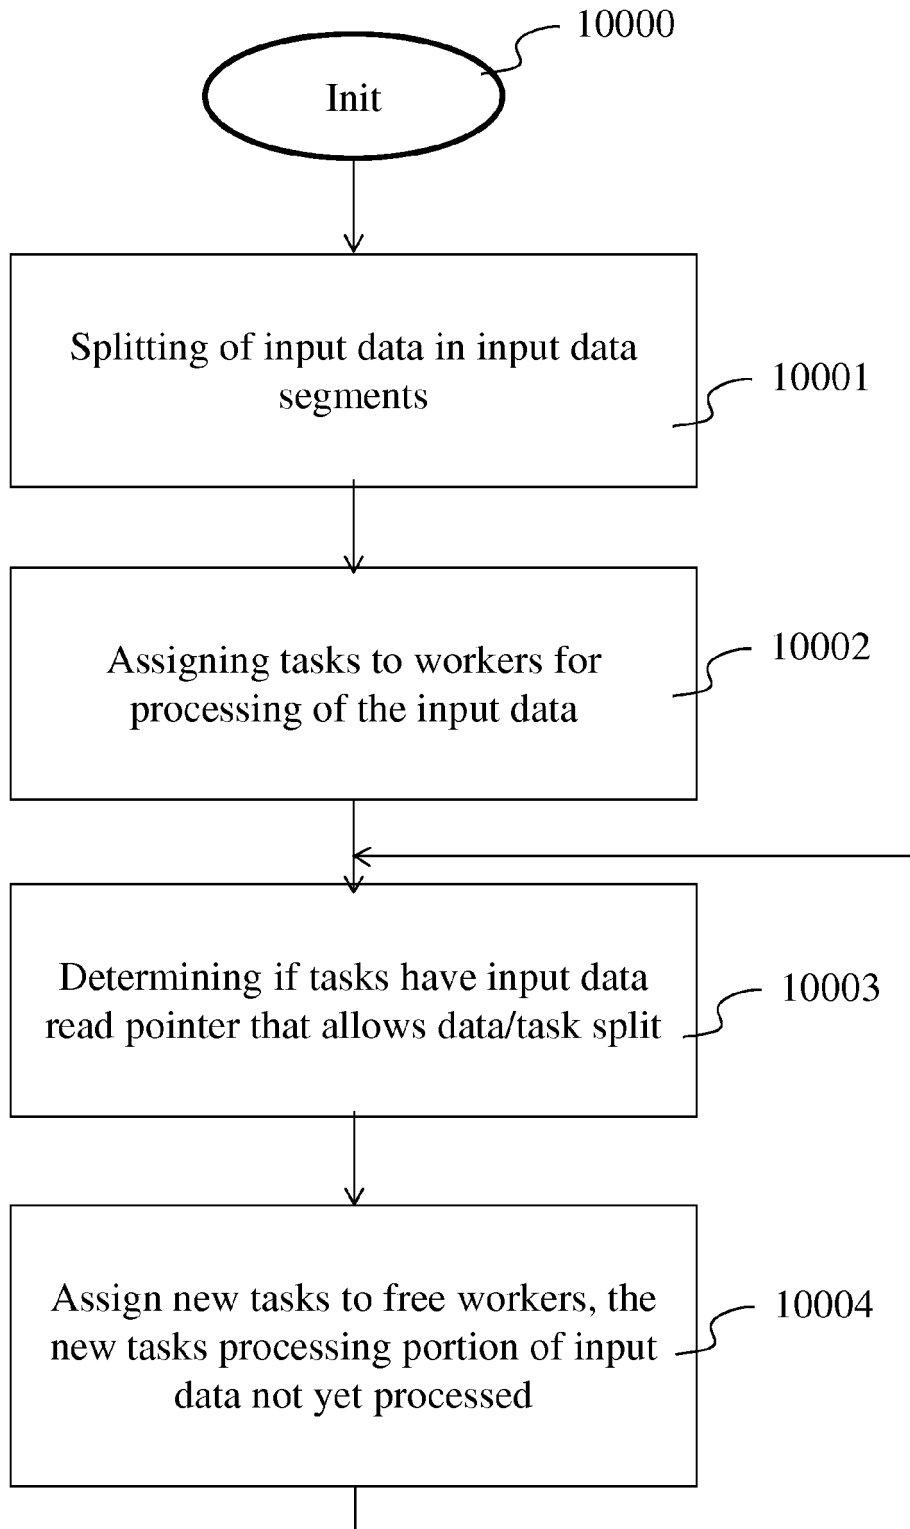 10000
Init
Splitting of input data in input data
segments
10001
Assigning tasks to workers for
processing of the input data
10002
Determining if tasks have input data
read pointer that allows data/task split
10003
Assign new tasks to free workers, the
new tasks processing portion of input
data not yet processed
10004